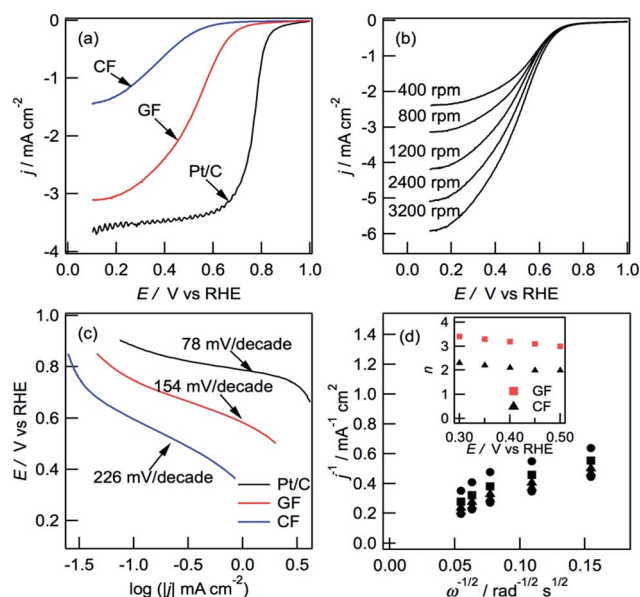 (a)
CF
GF
Pt/C
0
-1
-2
-3
-4
j / mA cm-2
0.0 0.2 0.4 0.6 0.8 1.0
E / V vs RHE
(b)
400 rpm
800 rpm
1200 rpm
2400 rpm
3200 rpm
0
-1
-2
-3
-4
-5
-6
j / mA cm-2
0.0 0.2 0.4 0.6 0.8 1.0
E / V vs RHE
(c)
78 mV/decade
154 mV/decade
226 mV/decade
Pt/C
GF
CF
1.0
0.8
0.6
0.4
0.2
E / V vs RHE
-1.5 -1.0 -0.5 0.0 0.5
log (|j| mA cm-2)
(d)
4
3
2
1
0
n
GF
CF
0.30 0.40 0.50
E / V vs RHE
1.4
1.2
1.0
0.8
0.6
0.4
0.2
0.0
j-1 / mA-1 cm2
0.00 0.05 0.10 0.15
ω-1/2 / rad-1/2 s1/2